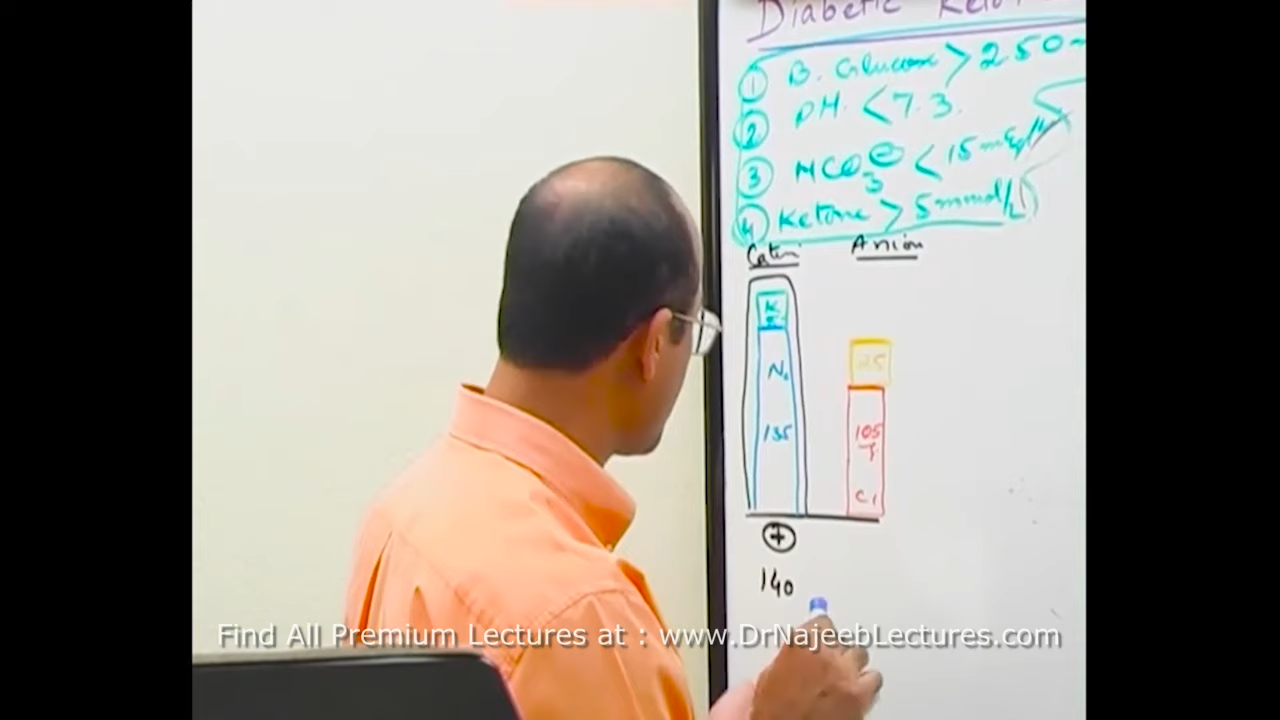 Diabetic Keto
① B. Glucose > 250 m
② pH. < 7.3.
③ HCO3⊖ < 15 mEq/L
④ Ketone > 5 mmol/L
Anion
K
25
Na
135
105
Cl
+
140
Find All Premium Lectures at : www.DrNajeebLectures.com